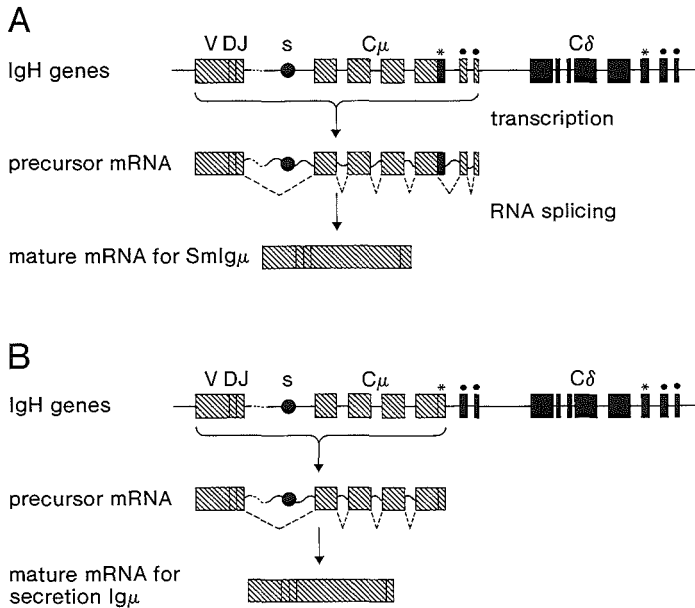 A
V DJ s Cμ * • • Cδ * • •
IgH genes
transcription
precursor mRNA
RNA splicing
mature mRNA for SmIgμ
B
V DJ s Cμ * • • Cδ * • •
IgH genes
precursor mRNA
mature mRNA for
secretion Igμ